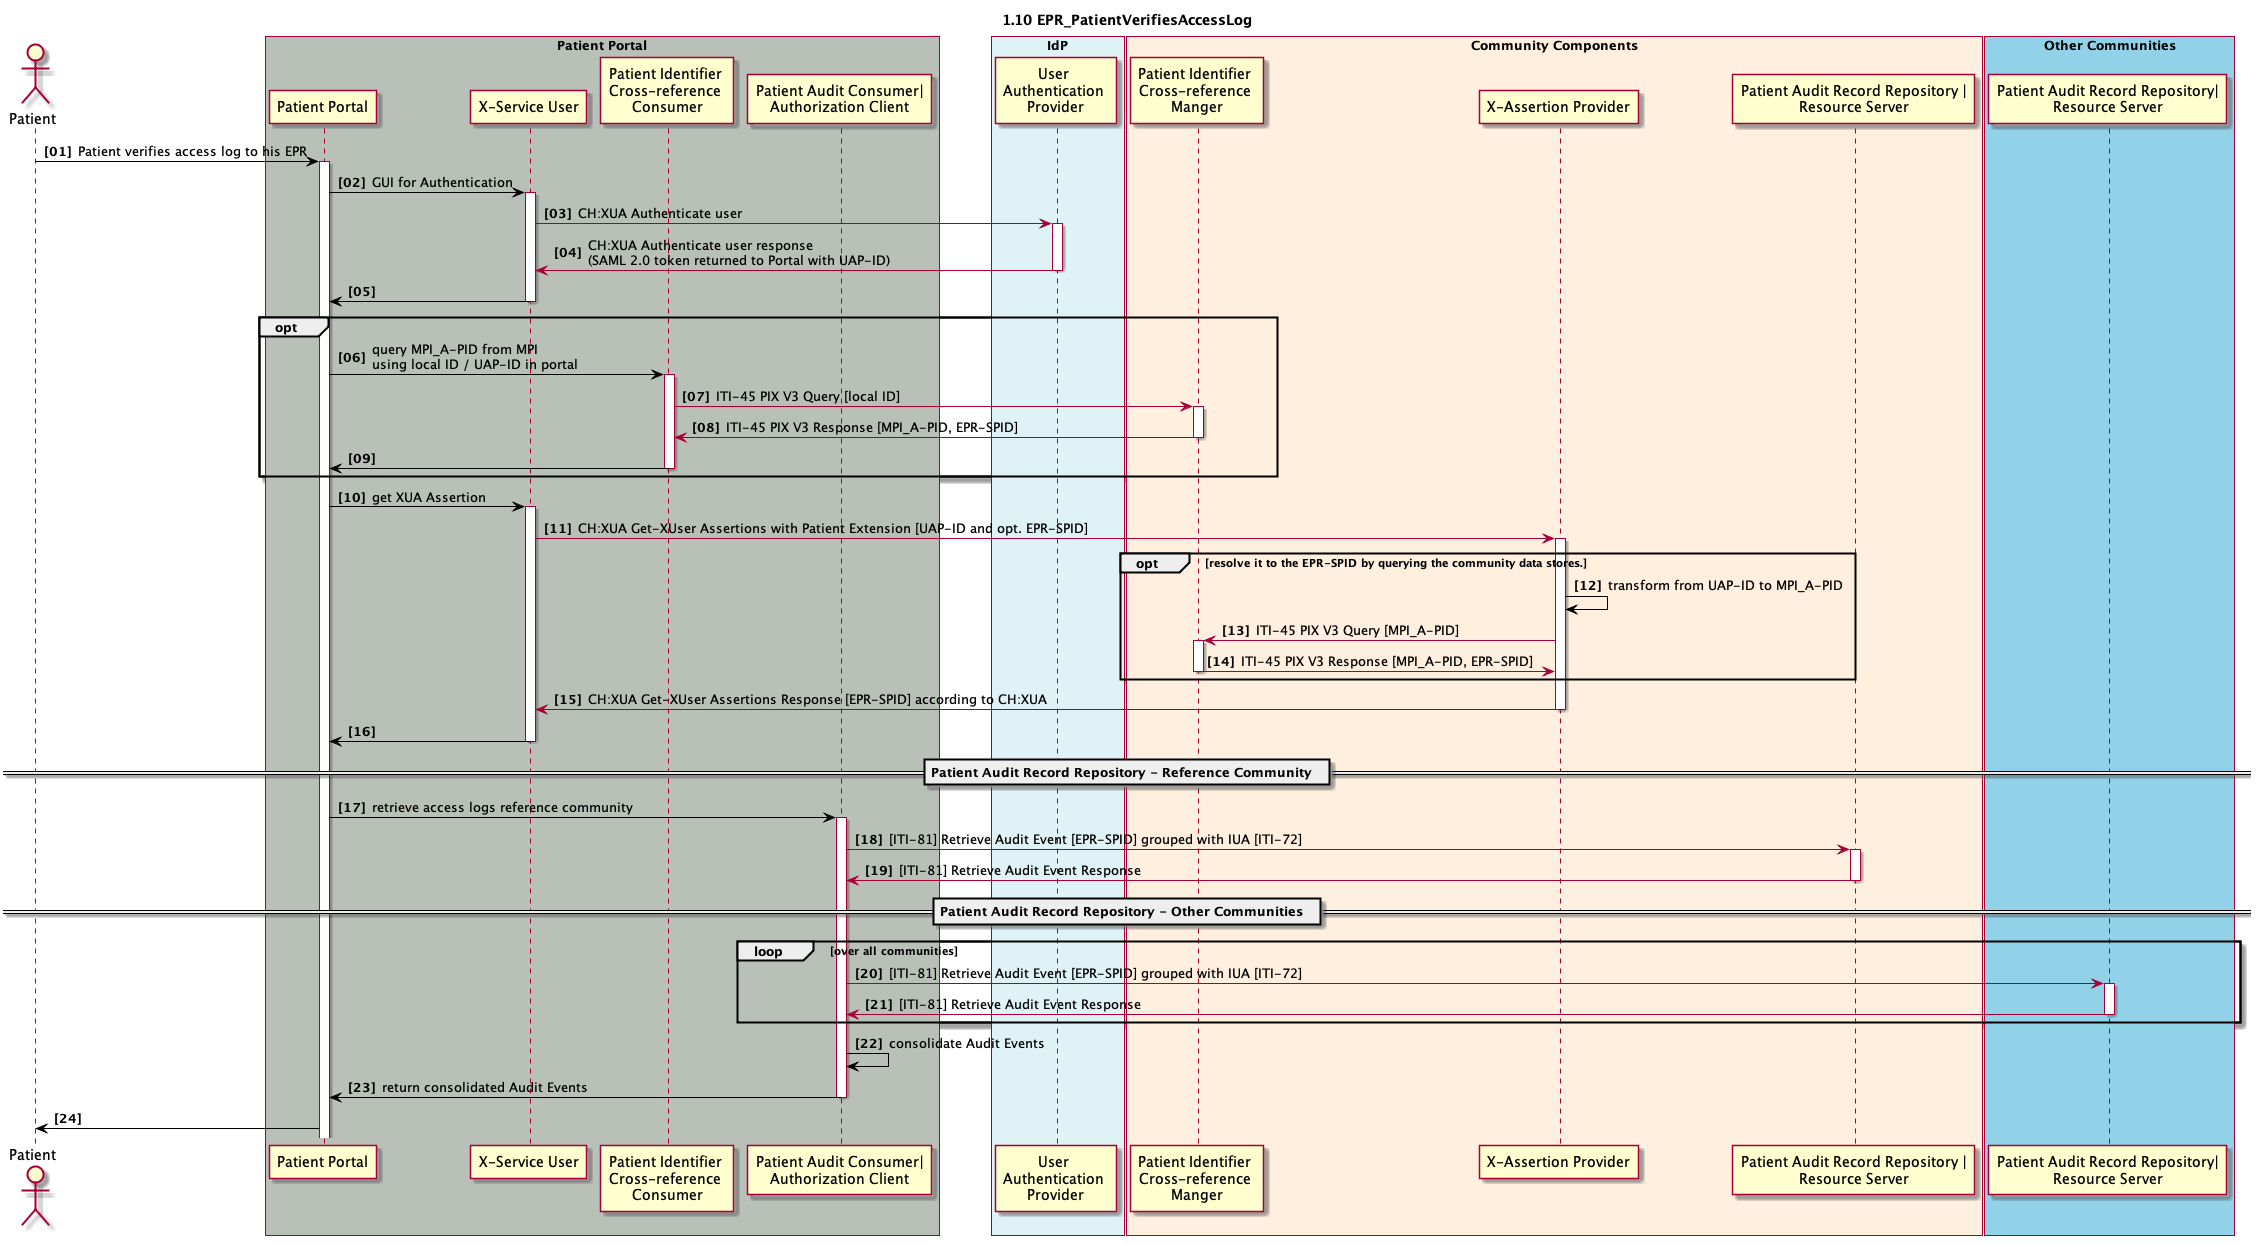 1.10 EPR_PatientVerifiesAccessLog
Patient Portal
IdP
Community Components
Other Communities
Patient
Patient Portal
X-Service User
Patient Identifier
Cross-reference
Consumer
Patient Audit Consumer|
Authorization Client
User
Authentication
Provider
Patient Identifier
Cross-reference
Manger
X-Assertion Provider
Patient Audit Record Repository |
Resource Server
Patient Audit Record Repository|
Resource Server
[01] Patient verifies access log to his EPR
[02] GUI for Authentication
[03] CH:XUA Authenticate user
[04] CH:XUA Authenticate user response
(SAML 2.0 token returned to Portal with UAP-ID)
[05]
opt
[06] query MPI_A-PID from MPI
using local ID / UAP-ID in portal
[07] ITI-45 PIX V3 Query [local ID]
[08] ITI-45 PIX V3 Response [MPI_A-PID, EPR-SPID]
[09]
[10] get XUA Assertion
[11] CH:XUA Get-XUser Assertions with Patient Extension [UAP-ID and opt. EPR-SPID]
opt [resolve it to the EPR-SPID by querying the community data stores.]
[12] transform from UAP-ID to MPI_A-PID
[13] ITI-45 PIX V3 Query [MPI_A-PID]
[14] ITI-45 PIX V3 Response [MPI_A-PID, EPR-SPID]
[15] CH:XUA Get-XUser Assertions Response [EPR-SPID] according to CH:XUA
[16]
Patient Audit Record Repository - Reference Community
[17] retrieve access logs reference community
[18] [ITI-81] Retrieve Audit Event [EPR-SPID] grouped with IUA [ITI-72]
[19] [ITI-81] Retrieve Audit Event Response
Patient Audit Record Repository - Other Communities
loop [over all communities]
[20] [ITI-81] Retrieve Audit Event [EPR-SPID] grouped with IUA [ITI-72]
[21] [ITI-81] Retrieve Audit Event Response
[22] consolidate Audit Events
[23] return consolidated Audit Events
[24]
Patient
Patient Portal
X-Service User
Patient Identifier
Cross-reference
Consumer
Patient Audit Consumer|
Authorization Client
User
Authentication
Provider
Patient Identifier
Cross-reference
Manger
X-Assertion Provider
Patient Audit Record Repository |
Resource Server
Patient Audit Record Repository|
Resource Server